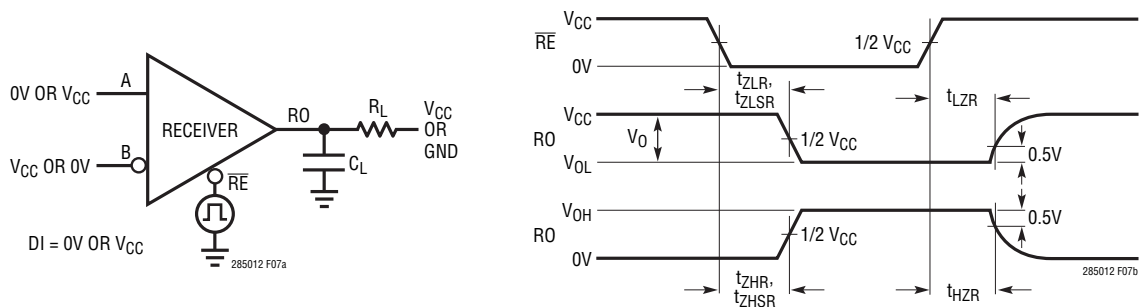 0V OR VCC
A
VCC OR 0V
B
RECEIVER
RO
RL
VCC
OR
GND
CL
RE
DI = 0V OR VCC
285012 F07a
VCC
RE
0V
1/2 VCC
tZLR,
tZLSR
tLZR
VCC
RO
VO
1/2 VCC
VOL
0.5V
VOH
RO
1/2 VCC
0V
0.5V
tZHR,
tZHSR
tHZR
285012 F07b